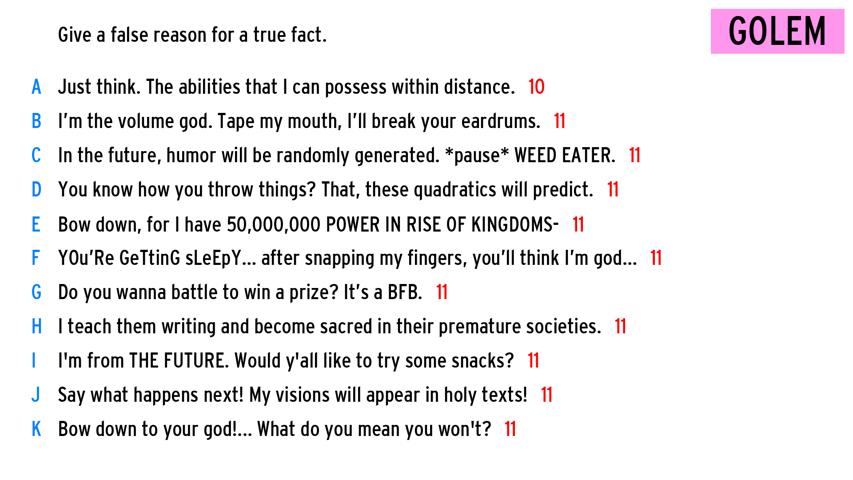 Give a false reason for a true fact.
GOLEM
A Just think. The abilities that I can possess within distance. 10
B I'm the volume god. Tape my mouth, I'll break your eardrums. 11
C In the future, humor will be randomly generated. *pause* WEED EATER. 11
D You know how you throw things? That, these quadratics will predict. 11
E Bow down, for I have 50,000,000 POWER IN RISE OF KINGDOMS- 11
F YOu'Re GeTtinG sLeEpY... after snapping my fingers, you'll think I'm god... 11
G Do you wanna battle to win a prize? It's a BFB. 11
H I teach them writing and become sacred in their premature societies. 11
I I'm from THE FUTURE. Would y'all like to try some snacks? 11
J Say what happens next! My visions will appear in holy texts! 11
K Bow down to your god!... What do you mean you won't? 11